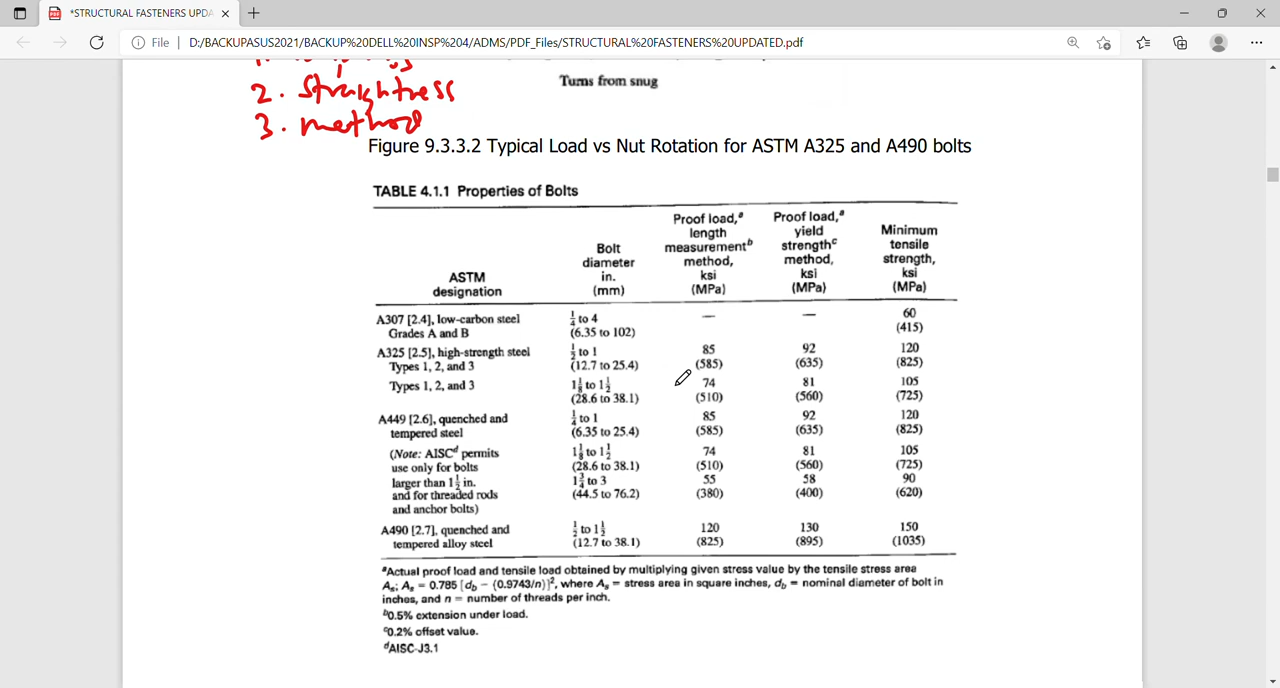 *STRUCTURAL FASTENERS UPDA
File | D:/BACKUPASUS2021/BACKUP%20DELL%20INSP%204/ADMS/PDF_Files/STRUCTURAL%20FASTENERS%20UPDATED.pdf
2. Straightness
3. method
Turns from snug
Figure 9.3.3.2 Typical Load vs Nut Rotation for ASTM A325 and A490 bolts
TABLE 4.1.1 Properties of Bolts
ASTM designation | Bolt diameter in. (mm) | Proof load,ᵃ length measurementᵇ method, ksi (MPa) | Proof load,ᵃ yield strengthᶜ method, ksi (MPa) | Minimum tensile strength, ksi (MPa)
A307 [2.4], low-carbon steel | 1/4 to 4 | — | — | 60
Grades A and B | (6.35 to 102) | (415)
A325 [2.5], high-strength steel | 1/2 to 1 | 85 | 92 | 120
Types 1, 2, and 3 | (12.7 to 25.4) | (585) | (635) | (825)
Types 1, 2, and 3 | 1 1/8 to 1 1/2 | 74 | 81 | 105
(28.6 to 38.1) | (510) | (560) | (725)
A449 [2.6], quenched and | 1/4 to 1 | 85 | 92 | 120
tempered steel | (6.35 to 25.4) | (585) | (635) | (825)
(Note: AISCᵈ permits | 1 1/8 to 1 1/2 | 74 | 81 | 105
use only for bolts | (28.6 to 38.1) | (510) | (560) | (725)
larger than 1 1/2 in. | 1 3/4 to 3 | 55 | 58 | 90
and for threaded rods | (44.5 to 76.2) | (380) | (400) | (620)
and anchor bolts)
A490 [2.7], quenched and | 1/2 to 1 1/2 | 120 | 130 | 150
tempered alloy steel | (12.7 to 38.1) | (825) | (895) | (1035)
ᵃActual proof load and tensile load obtained by multiplying given stress value by the tensile stress area
Aₛ; Aₛ = 0.785 [d_b − (0.9743/n)]², where Aₛ = stress area in square inches, d_b = nominal diameter of bolt in
inches, and n = number of threads per inch.
ᵇ0.5% extension under load.
ᶜ0.2% offset value.
ᵈAISC-J3.1